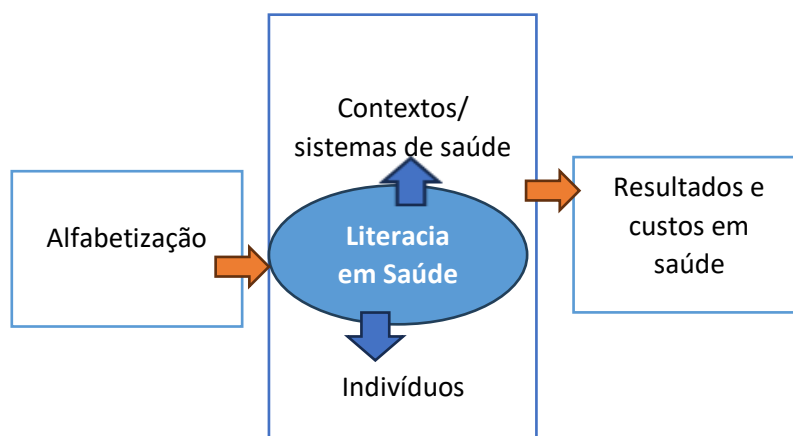 Alfabetização
Contextos/
sistemas de saúde
Literacia
em Saúde
Indivíduos
Resultados e
custos em
saúde